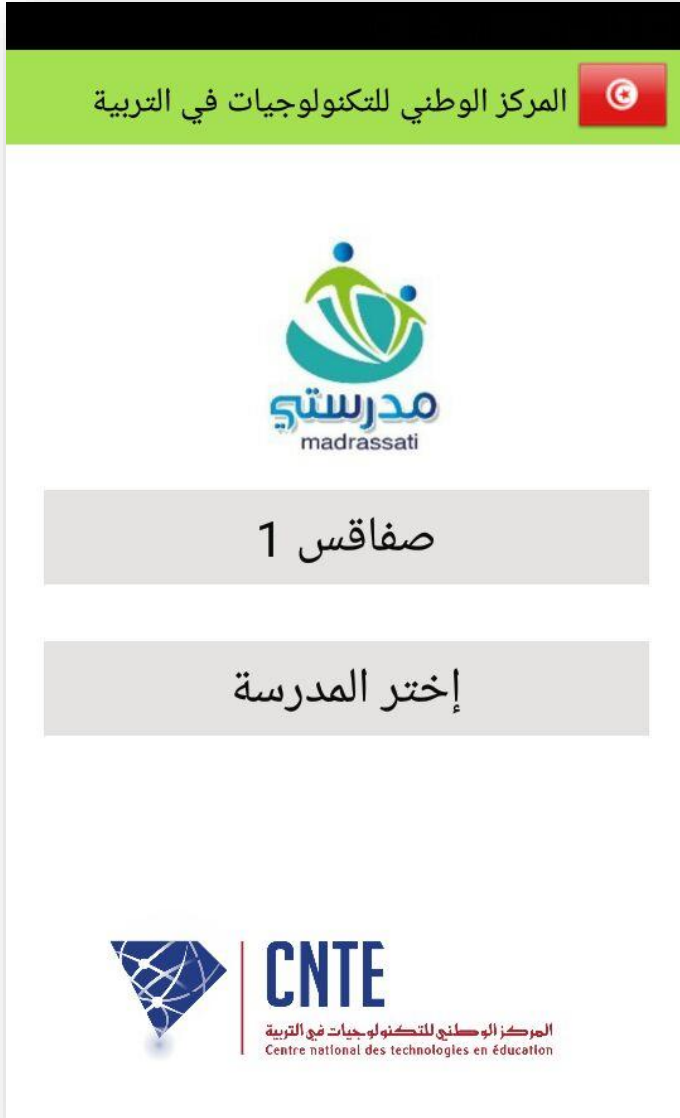 المركز الوطني للتكنولوجيات في التربية
مدرستي
madrassati
صفاقس 1
إختر المدرسة
CNTE
المركز الوطني للتكنولوجيات في التربية
Centre national des technologies en éducation